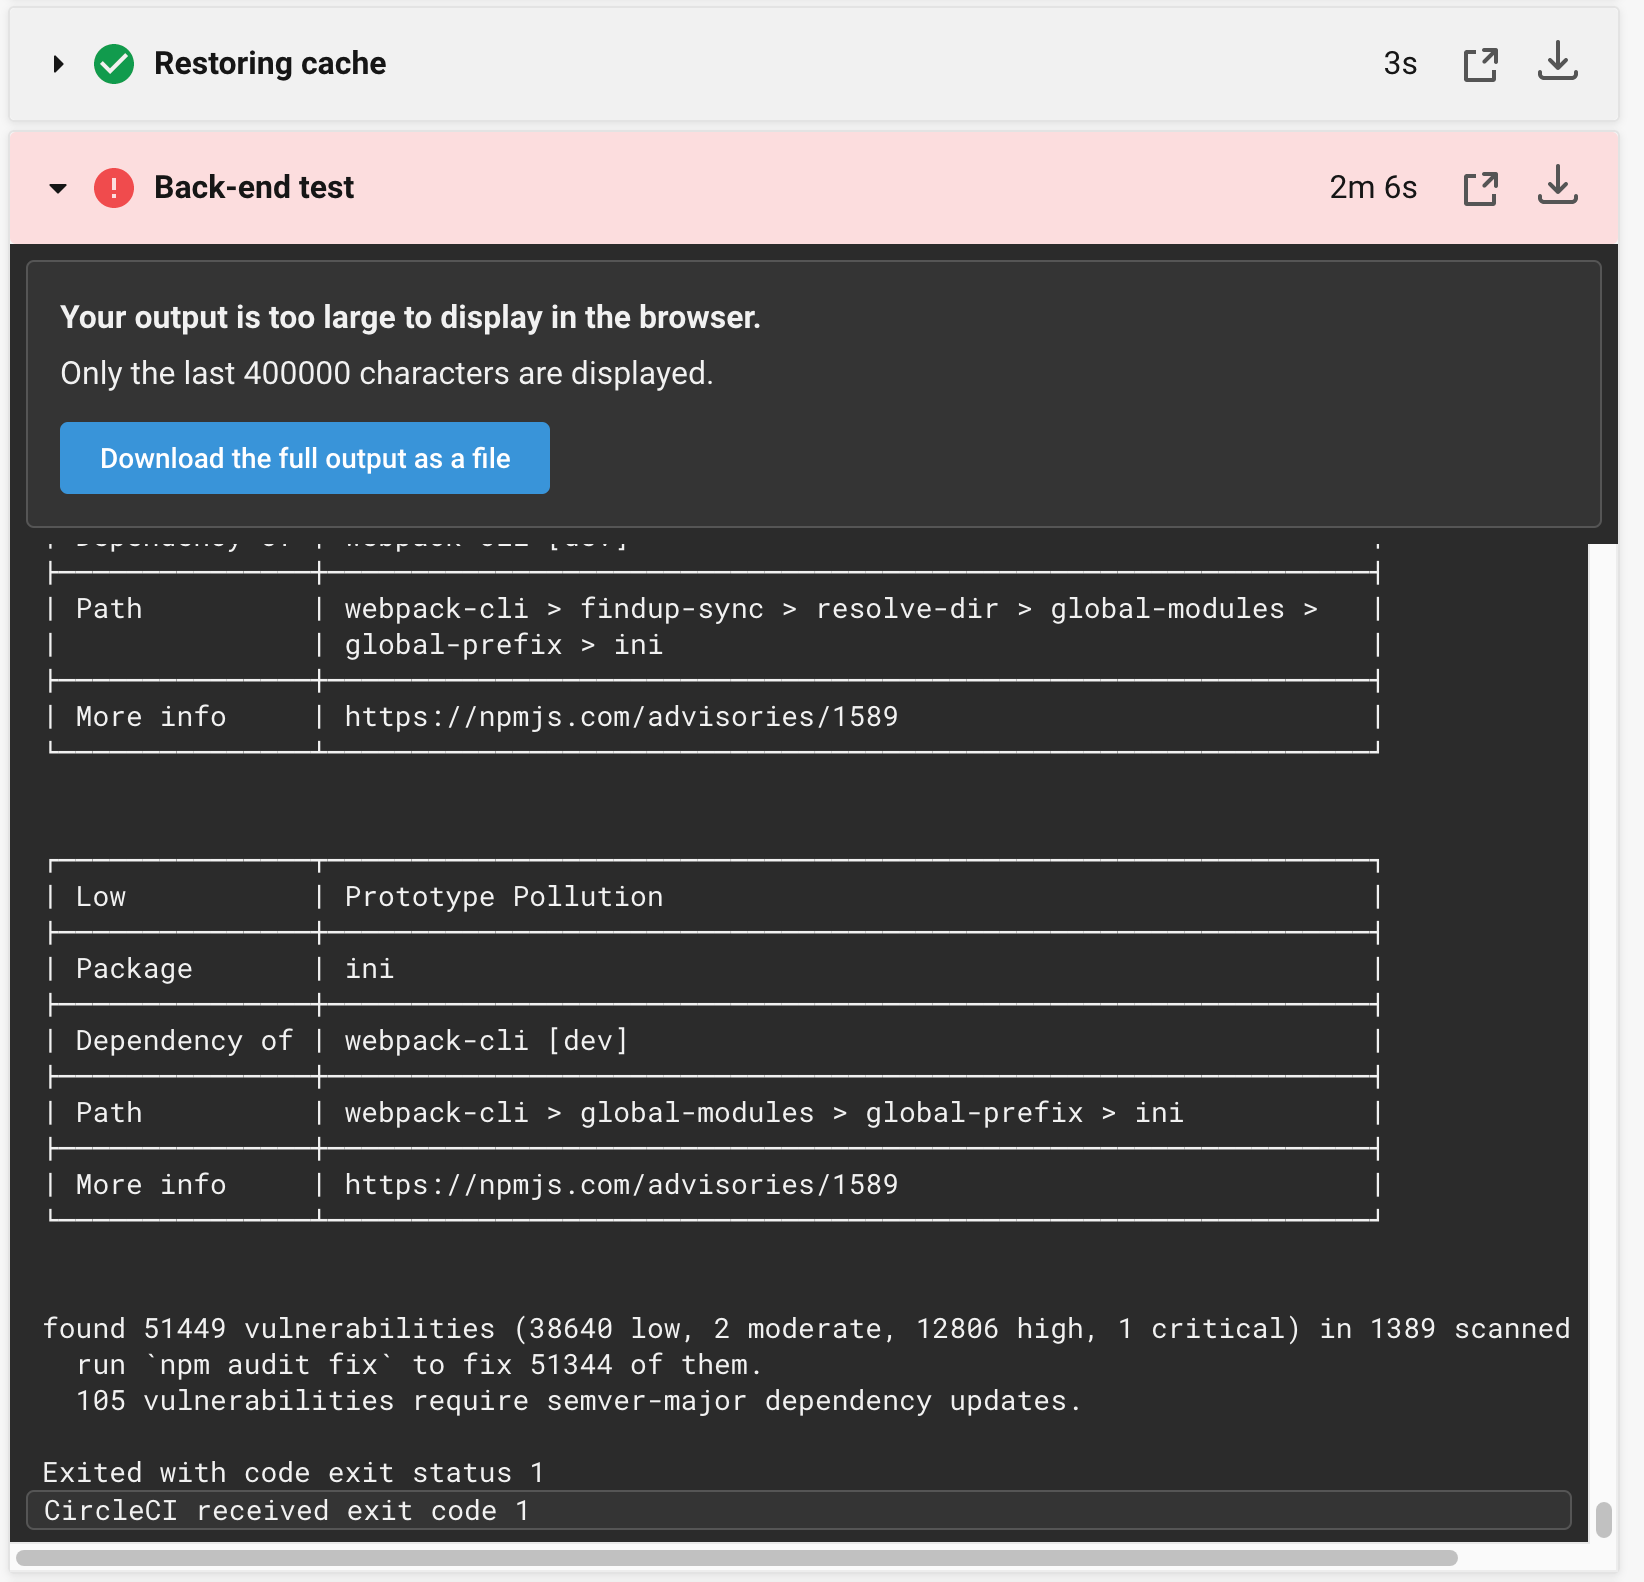 Restoring cache 3s
Back-end test 2m 6s
Your output is too large to display in the browser.
Only the last 400000 characters are displayed.
Download the full output as a file
| Dependency of | webpack-cli [dev] |
| Path | webpack-cli > findup-sync > resolve-dir > global-modules > |
| | global-prefix > ini |
| More info | https://npmjs.com/advisories/1589 |
| Low | Prototype Pollution |
| Package | ini |
| Dependency of | webpack-cli [dev] |
| Path | webpack-cli > global-modules > global-prefix > ini |
| More info | https://npmjs.com/advisories/1589 |
found 51449 vulnerabilities (38640 low, 2 moderate, 12806 high, 1 critical) in 1389 scanned
run `npm audit fix` to fix 51344 of them.
105 vulnerabilities require semver-major dependency updates.
Exited with code exit status 1
CircleCI received exit code 1